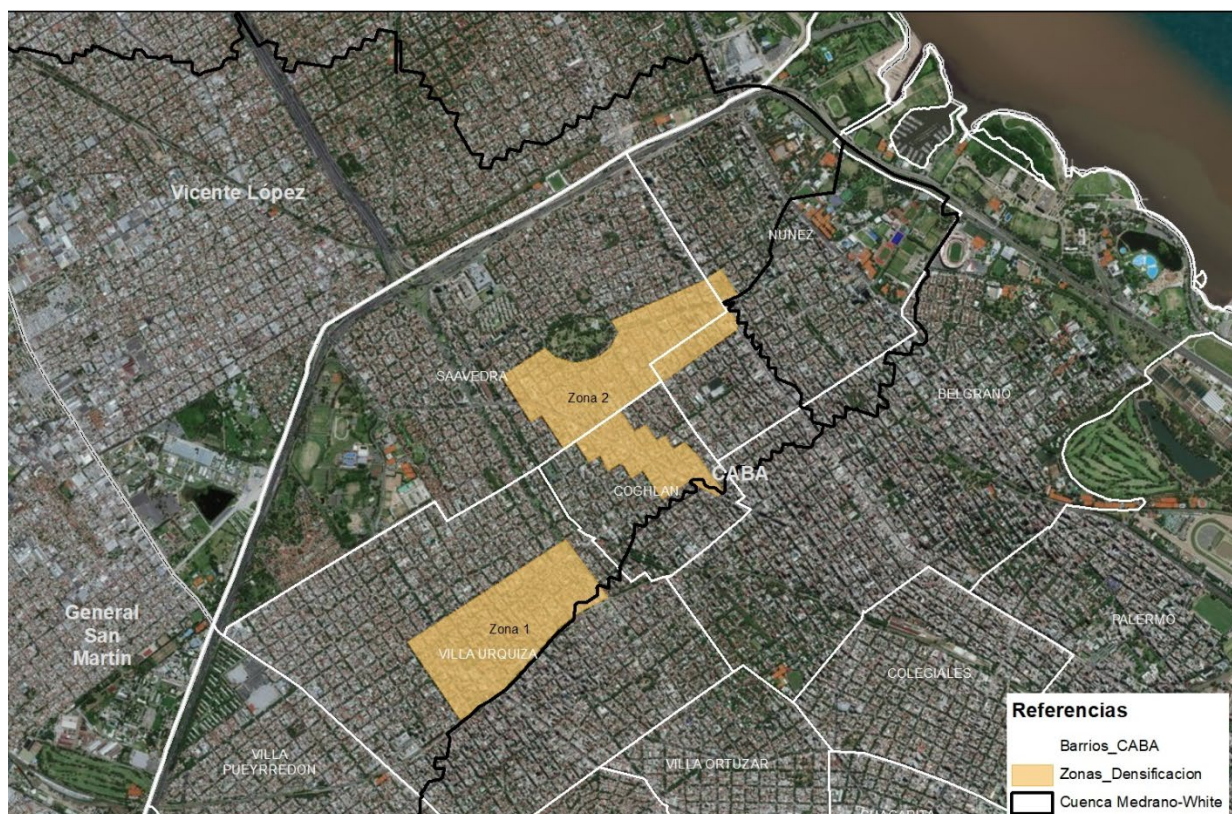 Vicente López
NUÑEZ
SAAVEDRA
BELGRANO
Zona 2
CABA
COGHLAN
General
San
Martín
Zona 1
VILLA URQUIZA
PALERMO
COLEGIALES
VILLA
PUEYRREDON
VILLA ORTUZAR
CHACARITA
Referencias
Barrios_CABA
Zonas_Densificacion
Cuenca Medrano-White